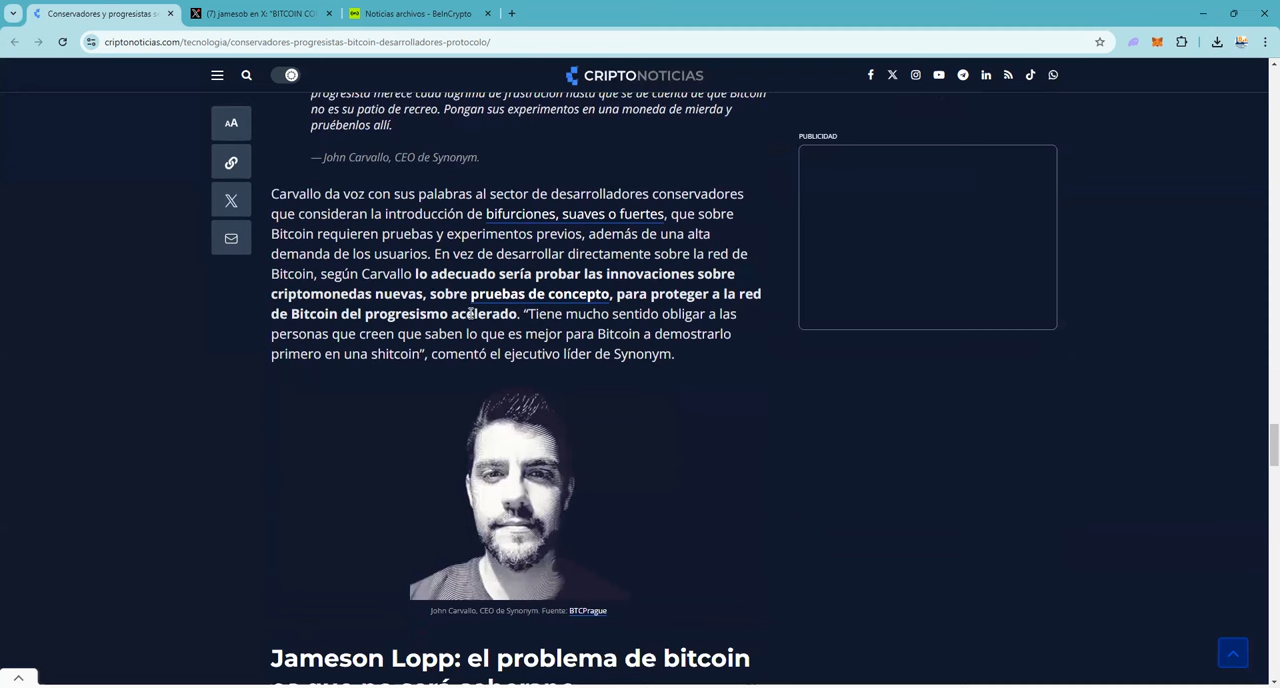 Conservadores y progresistas se
(7) jamesob en X: "BITCOIN CO
Noticias archivos - BeInCrypto
criptonoticias.com/tecnologia/conservadores-progresistas-bitcoin-desarrolladores-protocolo/
CRIPTONOTICIAS
AA
progresista merece cada lágrima de frustración hasta que se dé cuenta de que Bitcoin
no es su patio de recreo. Pongan sus experimentos en una moneda de mierda y
pruébenlos allí.
— John Carvallo, CEO de Synonym.
PUBLICIDAD
Carvallo da voz con sus palabras al sector de desarrolladores conservadores
que consideran la introducción de bifurciones, suaves o fuertes, que sobre
Bitcoin requieren pruebas y experimentos previos, además de una alta
demanda de los usuarios. En vez de desarrollar directamente sobre la red de
Bitcoin, según Carvallo lo adecuado sería probar las innovaciones sobre
criptomonedas nuevas, sobre pruebas de concepto, para proteger a la red
de Bitcoin del progresismo acelerado. “Tiene mucho sentido obligar a las
personas que creen que saben lo que es mejor para Bitcoin a demostrarlo
primero en una shitcoin”, comentó el ejecutivo líder de Synonym.
John Carvallo, CEO de Synonym. Fuente: BTCPrague
Jameson Lopp: el problema de bitcoin
es que no será soberano